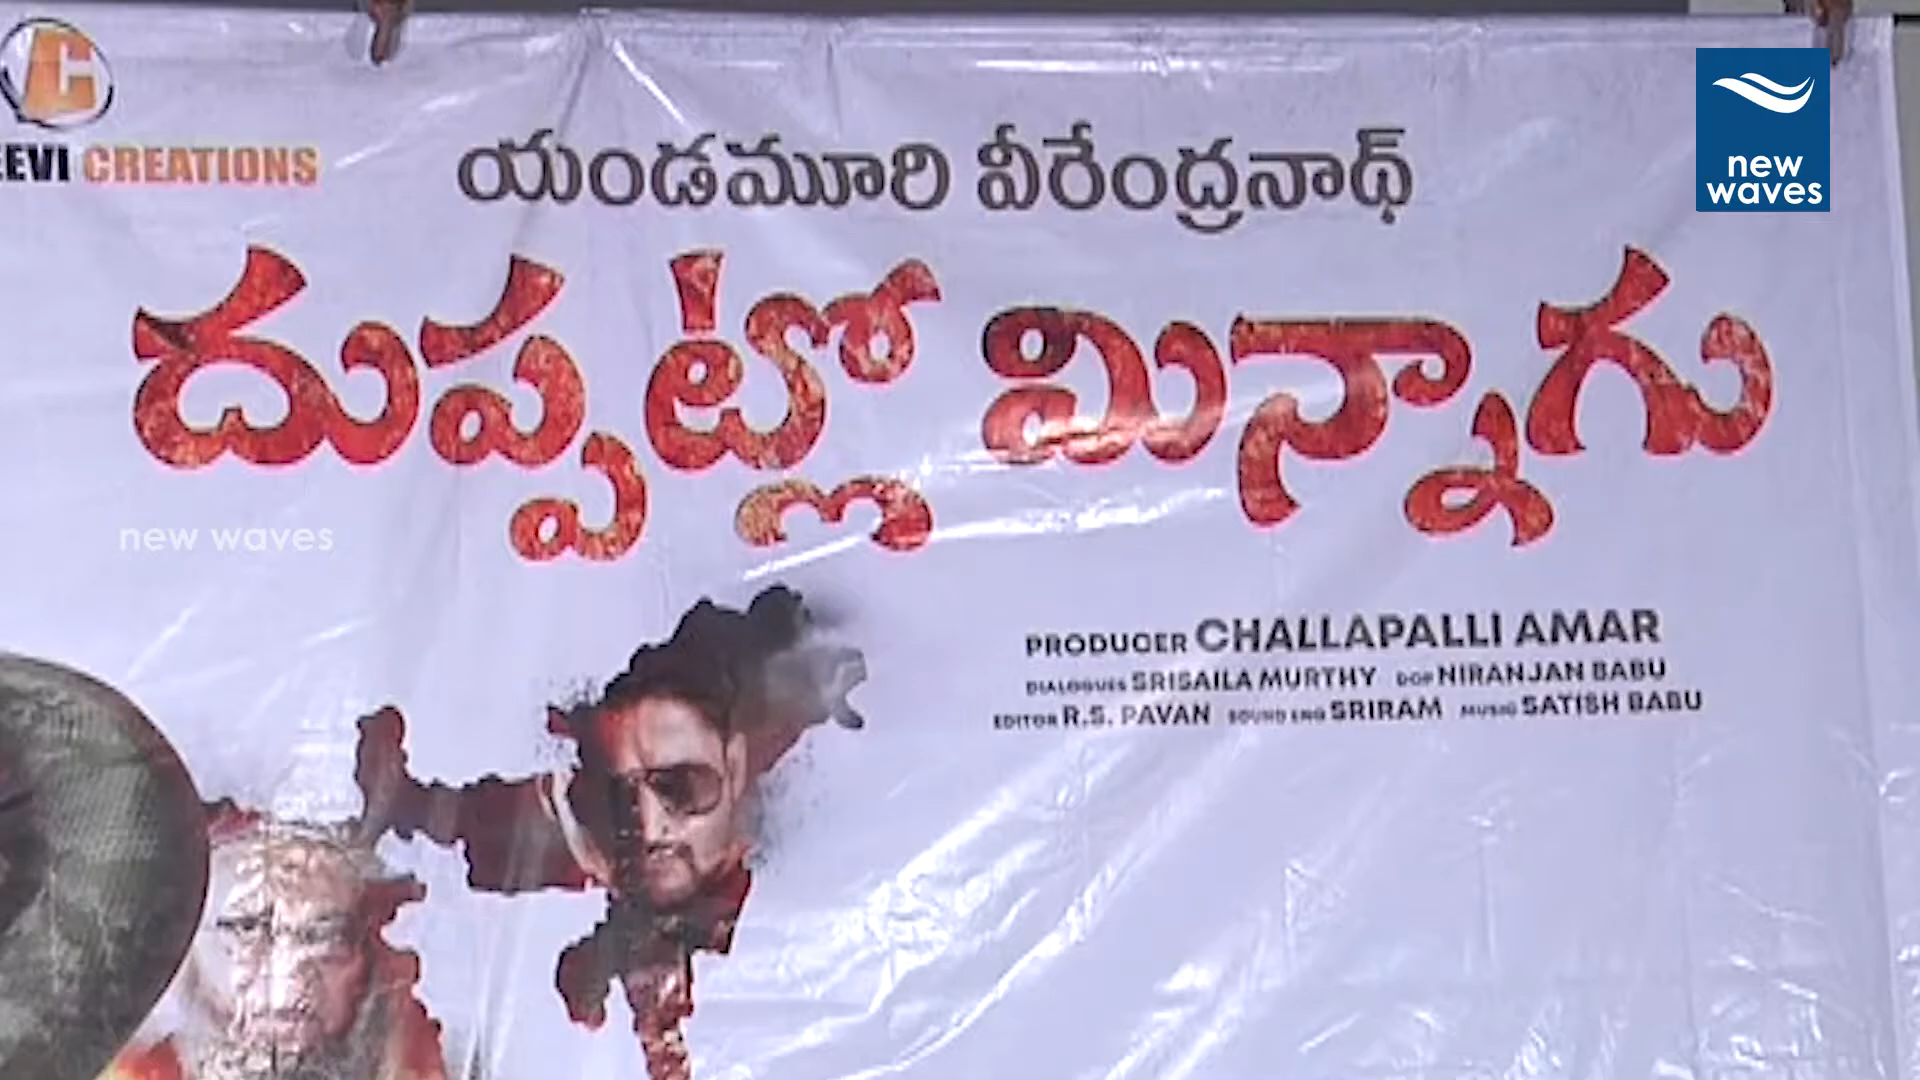 C
EEVI CREATIONS
యండమూరి వీరేంద్రనాథ్
దుప్పట్లో మిన్నాగు
new waves
new
waves
PRODUCER CHALLAPALLI AMAR
DIALOGUES SRISAILA MURTHY DOP NIRANJAN BABU
EDITOR R.S. PAVAN SOUND ENG SRIRAM MUSIC SATISH BABU